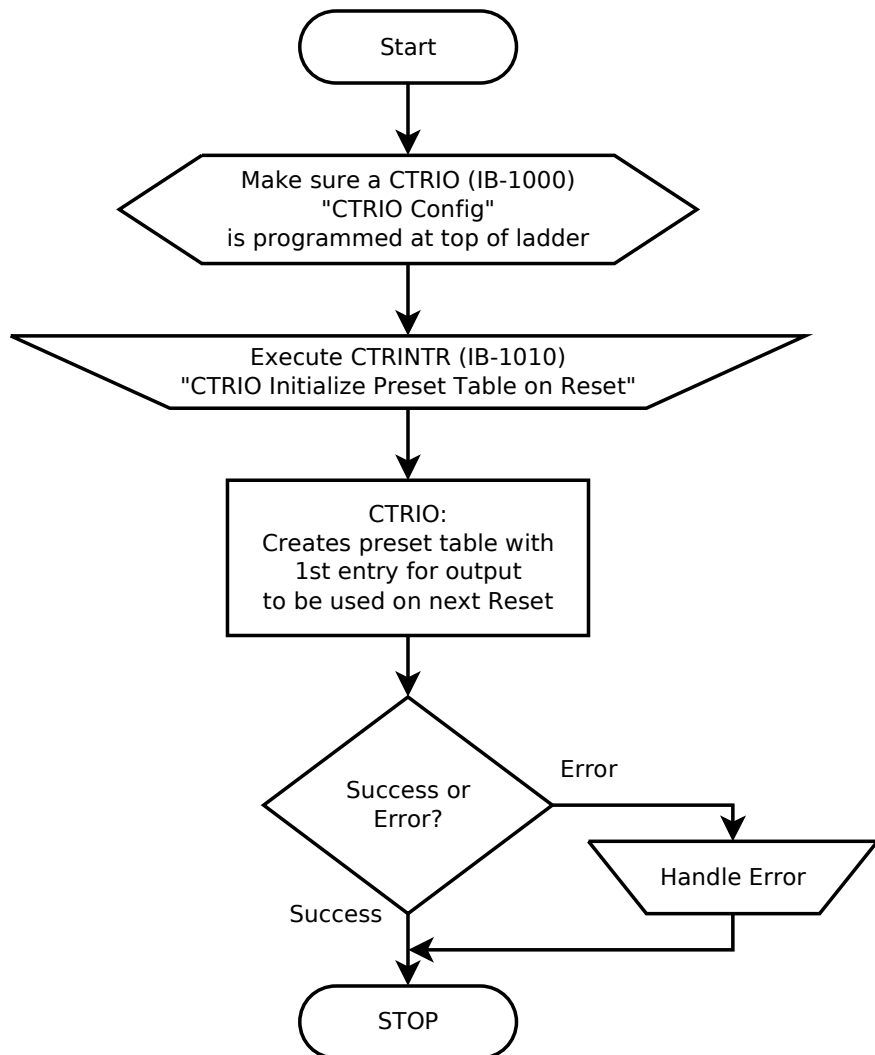 Start
Make sure a CTRIO (IB-1000)
"CTRIO Config"
is programmed at top of ladder
Execute CTRINTR (IB-1010)
"CTRIO Initialize Preset Table on Reset"
CTRIO:
Creates preset table with
1st entry for output
to be used on next Reset
Success or
Error?
Error
Handle Error
Success
STOP